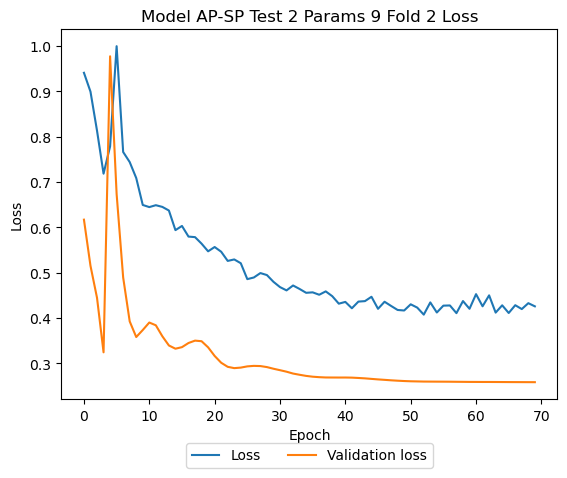 Model AP-SP Test 2 Params 9 Fold 2 Loss
1.0
0.9
0.8
0.7
0.6
0.5
0.4
0.3
Loss
0 10 20 30 40 50 60 70
Epoch
Loss Validation loss